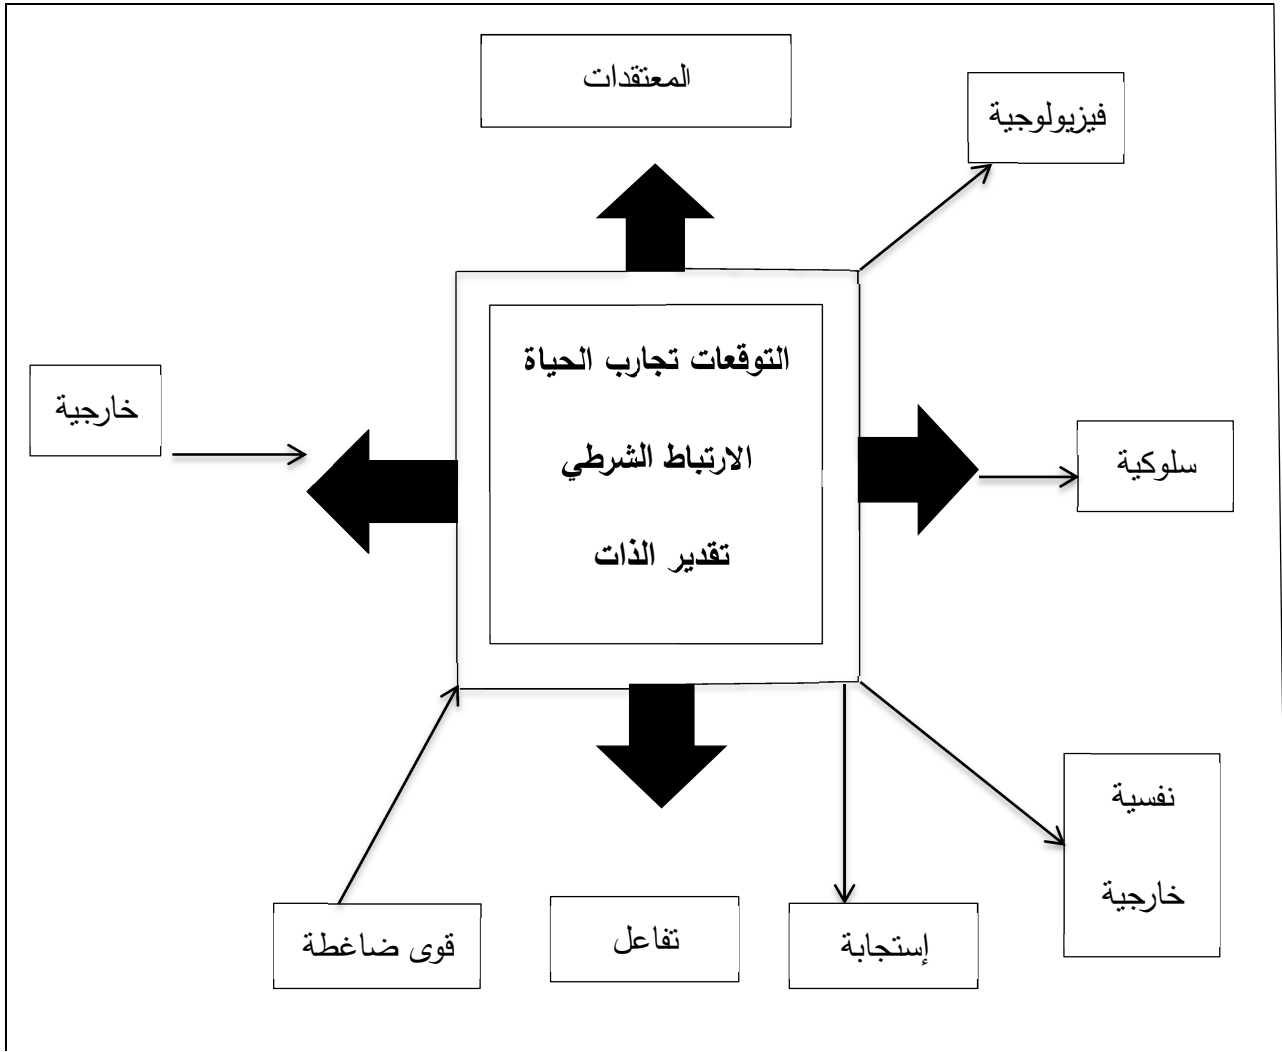 المعتقدات
فيزيولوجية
التوقعات تجارب الحياة
خارجية
الارتباط الشرطي
سلوكية
تقدير الذات
نفسية
خارجية
إستجابة
تفاعل
قوى ضاغطة